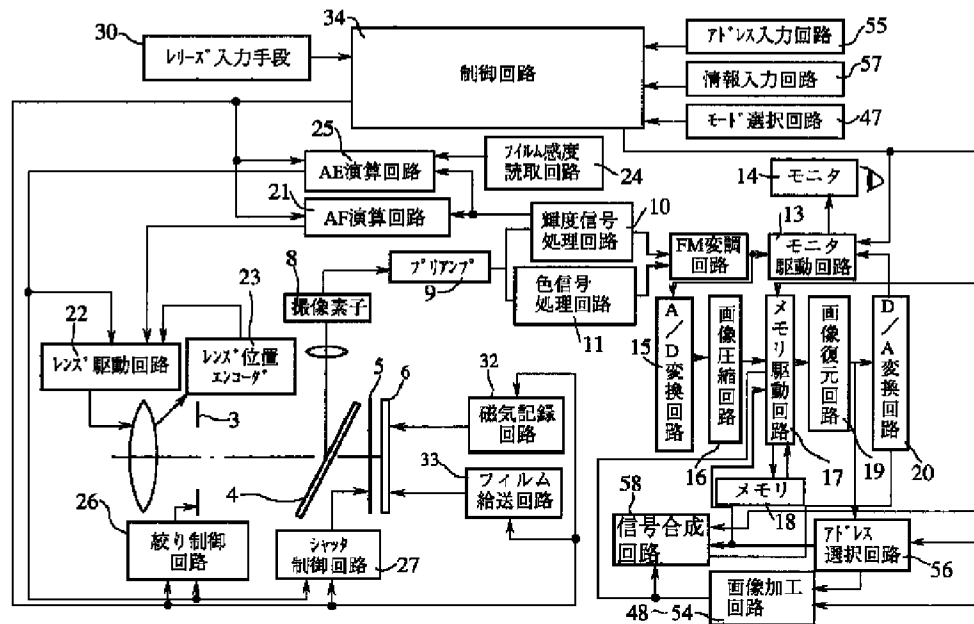 30
34
55
レリーズ入力手段
アドレス入力回路
制御回路
57
情報入力回路
モード選択回路
47
25
AE演算回路
フイルム感度
読取回路
24
14
モニタ
21
AF演算回路
10
輝度信号
処理回路
13
FM変調
回路
モニタ
駆動回路
8
撮像素子
プリアンプ
9
色信号
処理回路
11
22
23
レンズ駆動回路
レンズ位置
エンコーダ
15
A/D変換回路
画像圧縮回路
16
メモリ駆動回路
17
画像復元回路
19
D/A変換回路
20
3
5
6
32
磁気記録
回路
33
フィルム
給送回路
4
メモリ
18
26
絞り制御
回路
シャッタ
制御回路
27
58
信号合成
回路
アドレス
選択回路
56
画像加工
回路
48~54